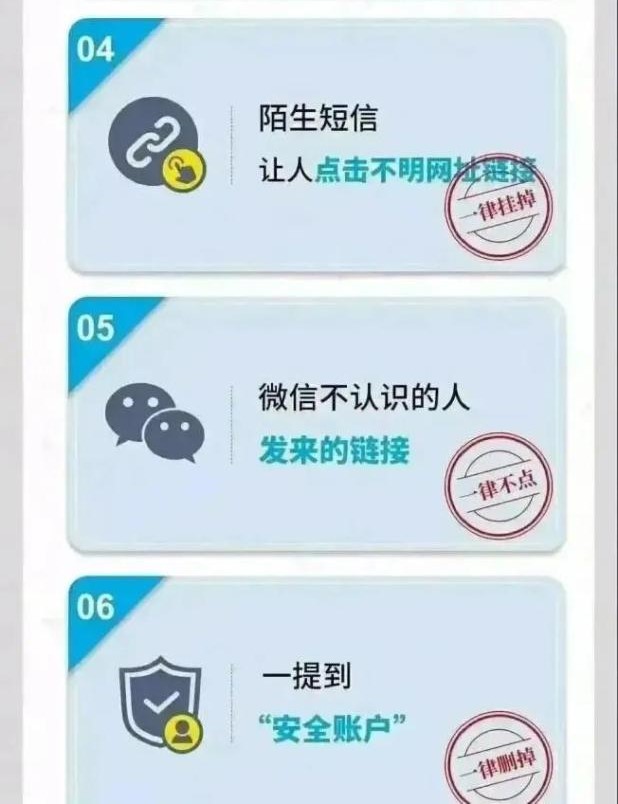 04
陌生短信
让人点击不明网址链接
一律挂掉
05
微信不认识的人
发来的链接
一律不点
06
一提到
“安全账户”
一律删掉